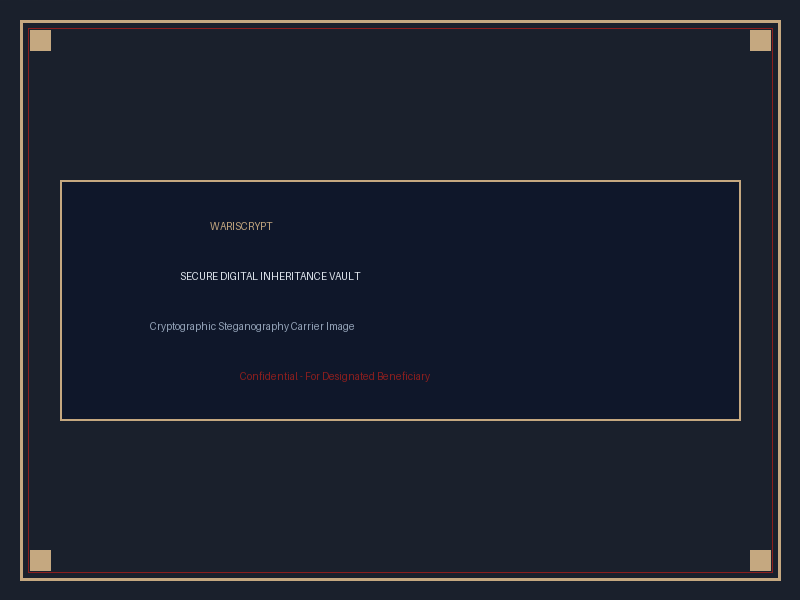 WARISCRYPT
SECURE DIGITAL INHERITANCE VAULT
Cryptographic Steganography Carrier Image
Confidential - For Designated Beneficiary